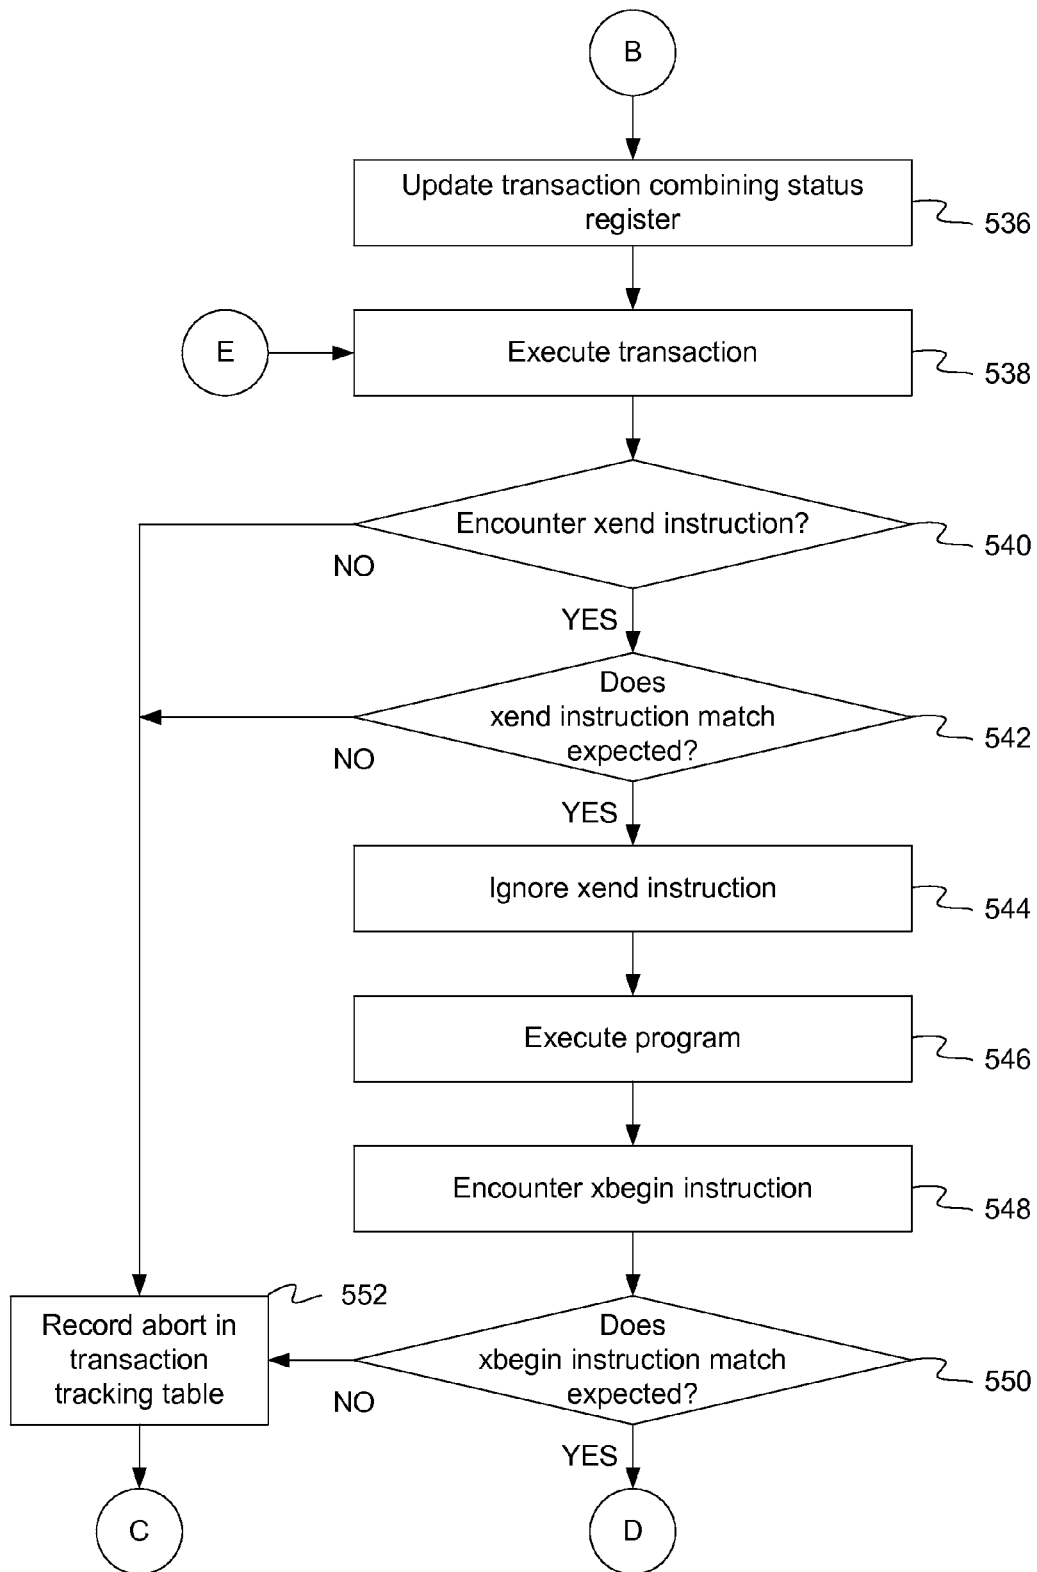 B
Update transaction combining status
register
536
E
Execute transaction
538
Encounter xend instruction?
540
NO
YES
Does
xend instruction match
expected?
542
NO
YES
Ignore xend instruction
544
Execute program
546
Encounter xbegin instruction
548
552
Record abort in
transaction
tracking table
Does
xbegin instruction match
expected?
550
NO
YES
C
D